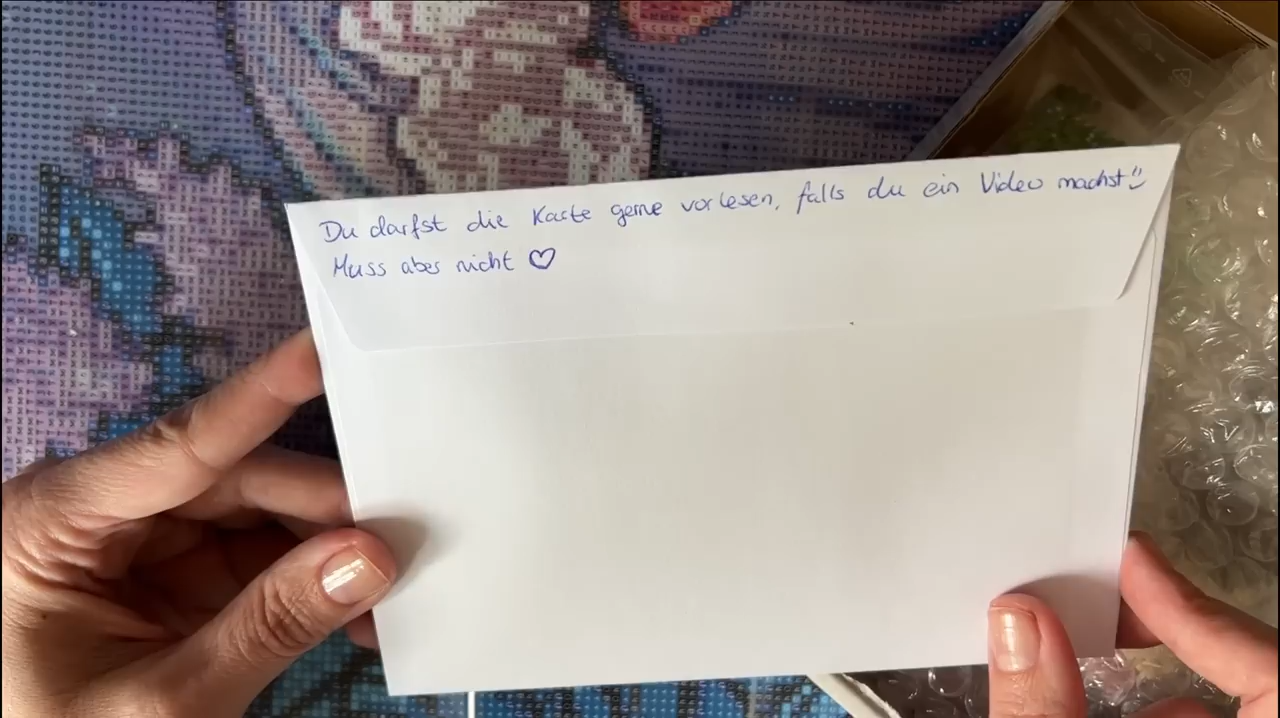 Du darfst die Karte gerne vorlesen, falls du ein Video machst
Muss aber nicht ♡